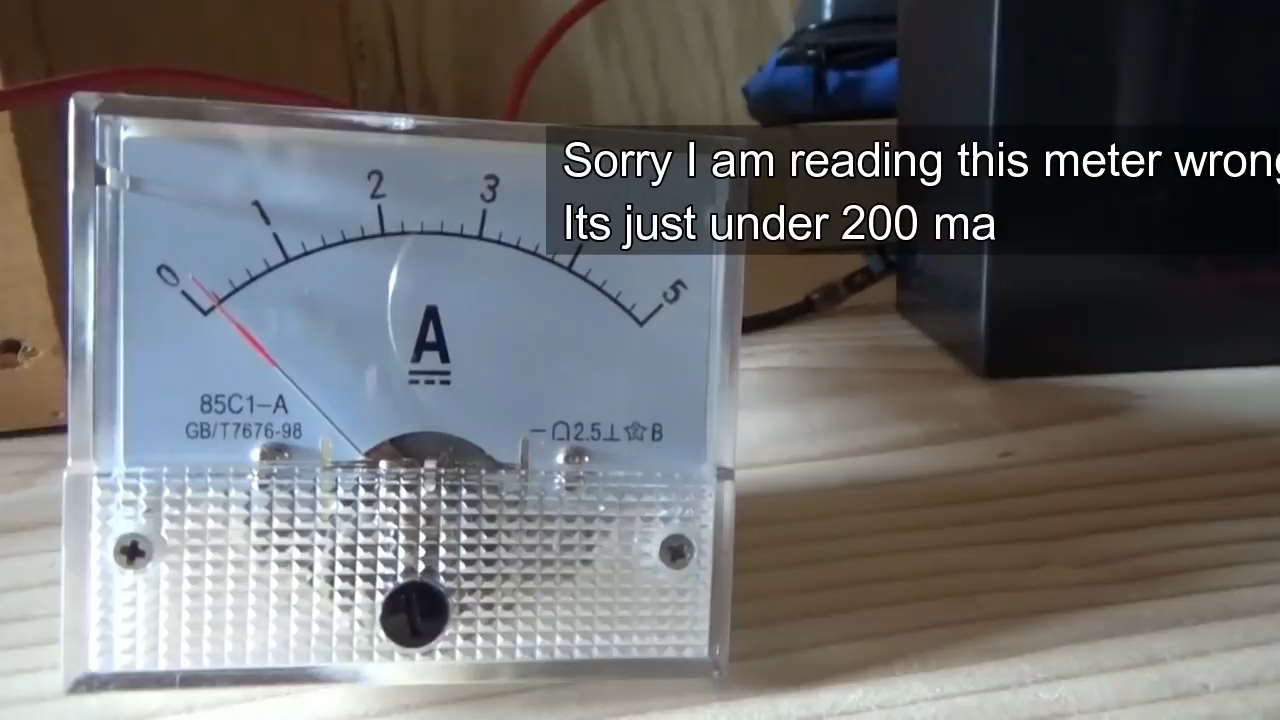 Sorry I am reading this meter wrong
Its just under 200 ma
0 1 2 3 5
A
85C1-A
GB/T7676-98
2.5 B